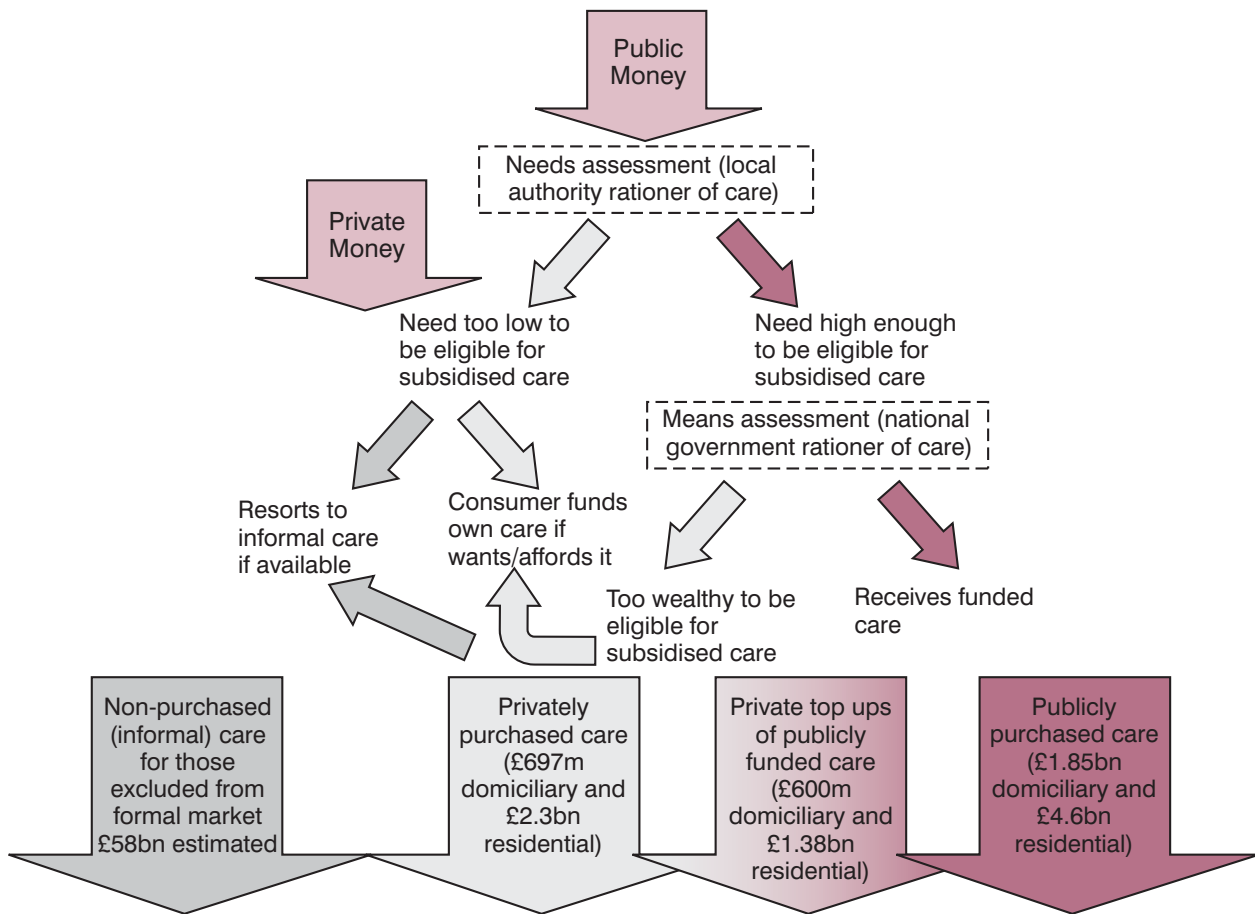 Public
Money
Needs assessment (local
authority rationer of care)
Private
Money
Need too low to
be eligible for
subsidised care
Need high enough
to be eligible for
subsidised care
Means assessment (national
government rationer of care)
Resorts to
informal care
if available
Consumer funds
own care if
wants/affords it
Too wealthy to be
eligible for
subsidised care
Receives funded
care
Non-purchased
(informal) care
for those
excluded from
formal market
£58bn estimated
Privately
purchased care
(£697m
domiciliary and
£2.3bn
residential)
Private top ups
of publicly
funded care
(£600m
domiciliary and
£1.38bn
residential)
Publicly
purchased care
(£1.85bn
domiciliary and
£4.6bn
residential)